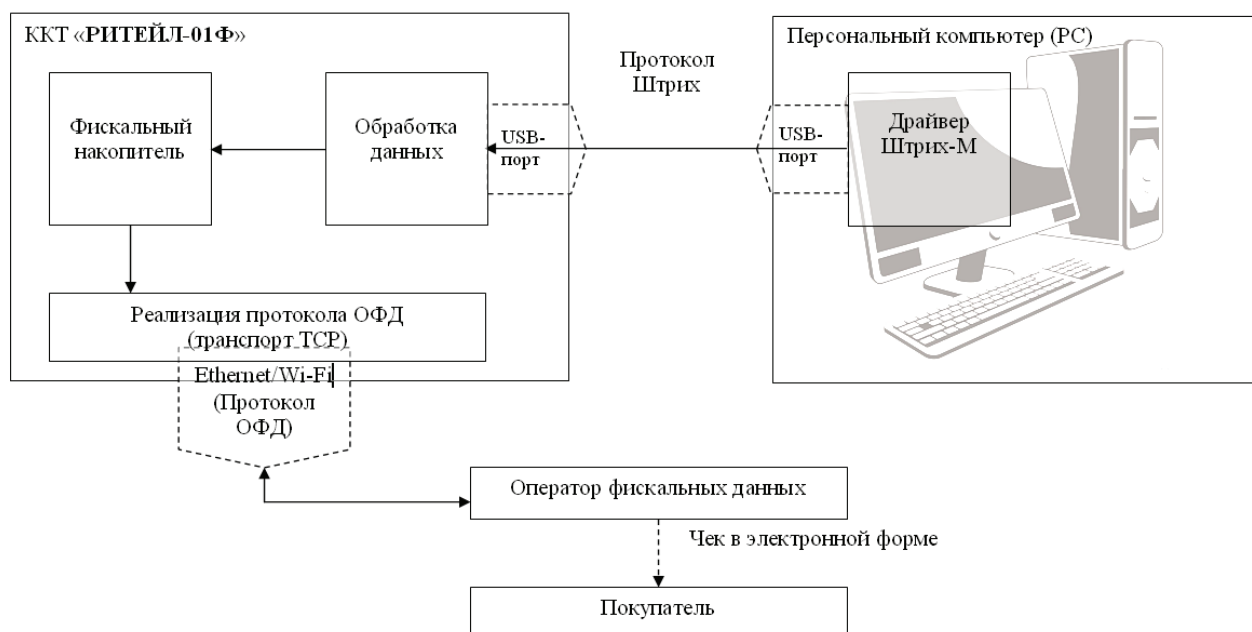 ККТ «РИТЕЙЛ-01Ф»
Фискальный
накопитель
Обработка
данных
USB-
порт
Протокол
Штрих
Персональный компьютер (PC)
USB-
порт
Драйвер
Штрих-М
Реализация протокола ОФД
(транспорт TCP)
Ethernet/Wi-Fi
(Протокол
ОФД)
Оператор фискальных данных
Чек в электронной форме
Покупатель